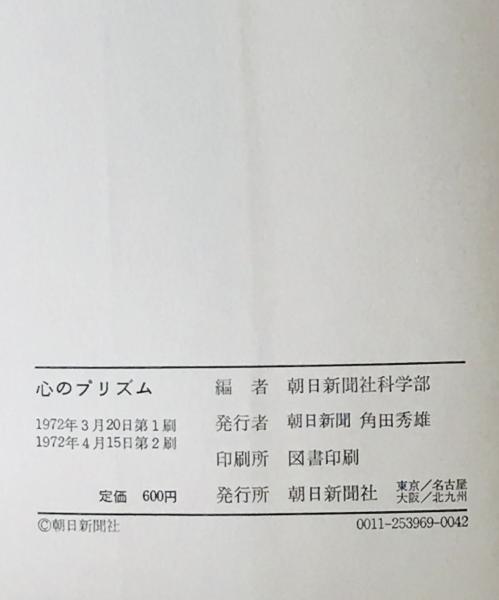 心のプリズム
1972年3月20日第1刷
1972年4月15日第2刷
定価 600円
編者 朝日新聞社科学部
発行者 朝日新聞 角田秀雄
印刷所 図書印刷
発行所 朝日新聞社 東京/名古屋
大阪/北九州
©朝日新聞社
0011-253969-0042